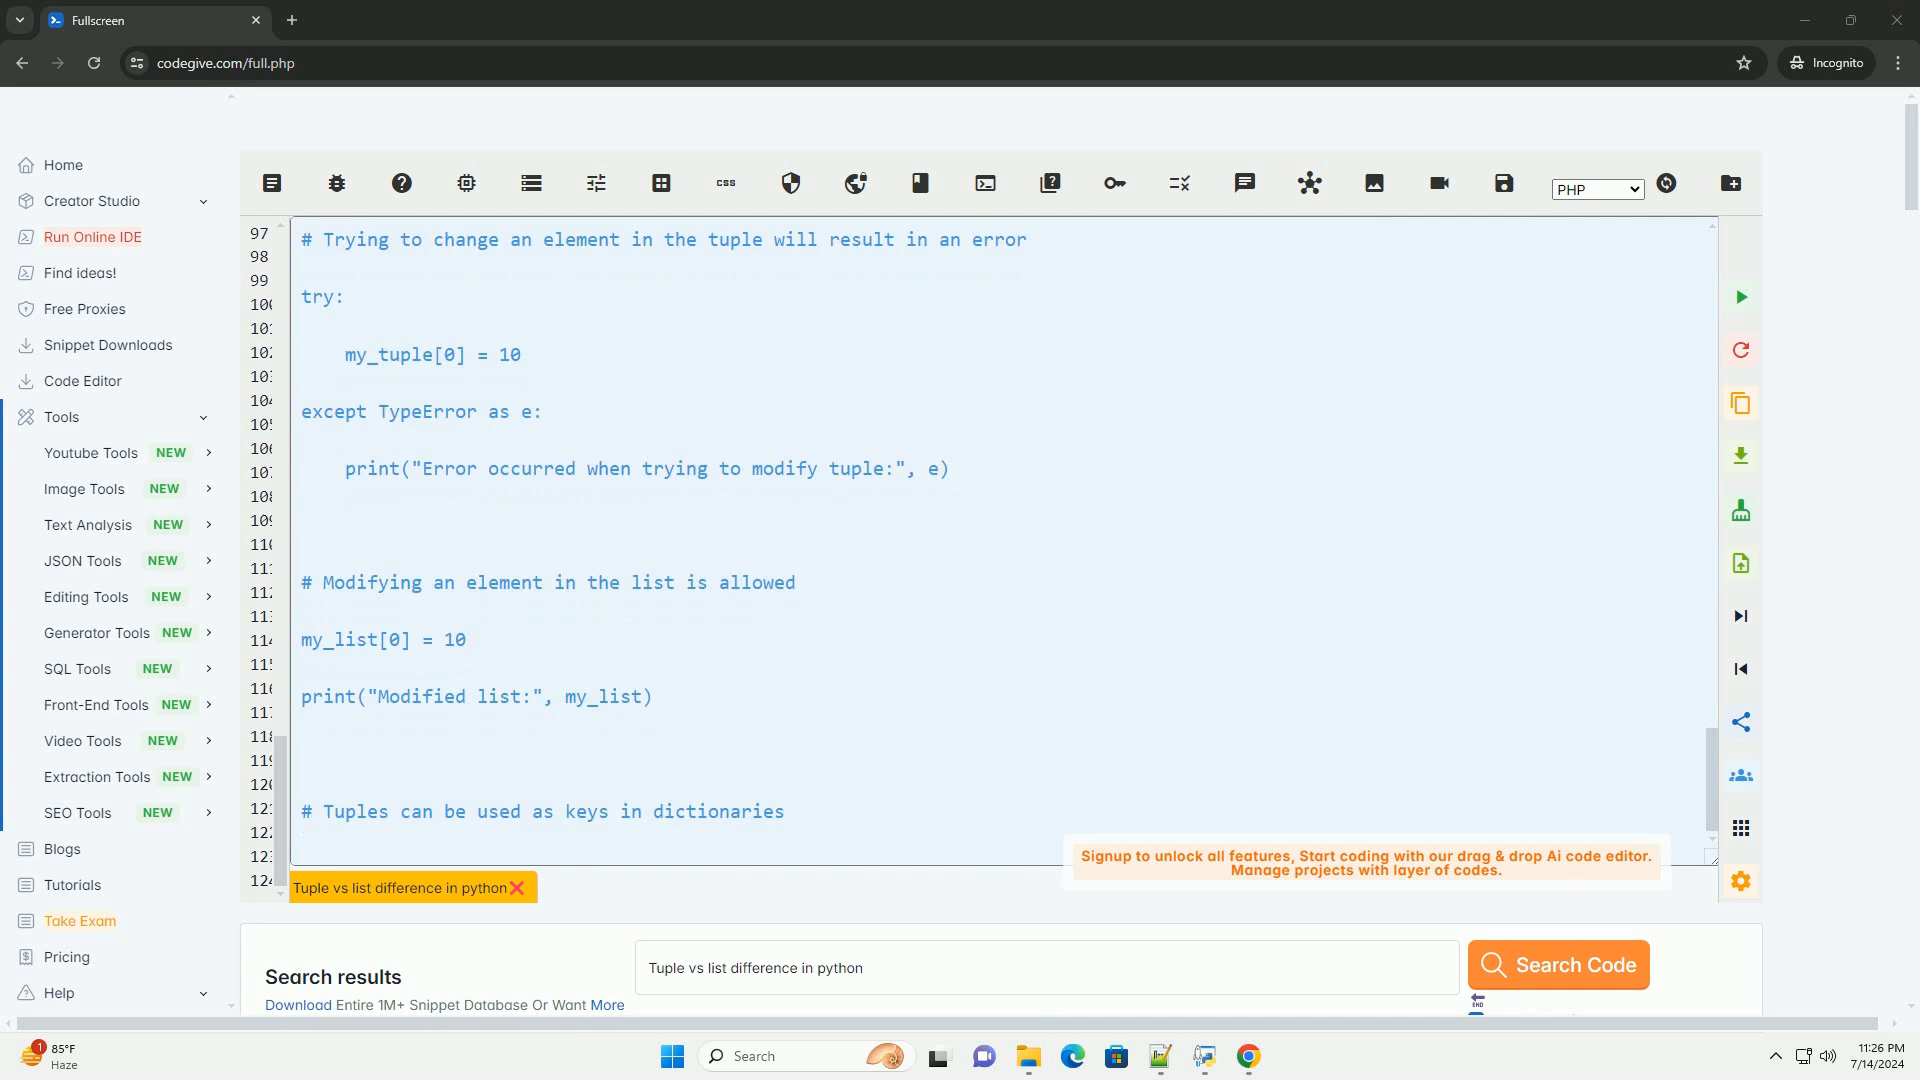 Fullscreen
codegive.com/full.php
Incognito
Home
Creator Studio
Run Online IDE
Find ideas!
Free Proxies
Snippet Downloads
Code Editor
Tools
Youtube Tools NEW
Image Tools NEW
Text Analysis NEW
JSON Tools NEW
Editing Tools NEW
Generator Tools NEW
SQL Tools NEW
Front-End Tools NEW
Video Tools NEW
Extraction Tools NEW
SEO Tools NEW
Blogs
Tutorials
Take Exam
Pricing
Help
css
PHP
97
98
99
# Trying to change an element in the tuple will result in an error
try:
my_tuple[0] = 10
except TypeError as e:
print("Error occurred when trying to modify tuple:", e)
# Modifying an element in the list is allowed
my_list[0] = 10
print("Modified list:", my_list)
# Tuples can be used as keys in dictionaries
Signup to unlock all features, Start coding with our drag & drop Ai code editor.
Manage projects with layer of codes.
Tuple vs list difference in python
Search results
Download Entire 1M+ Snippet Database Or Want More
Tuple vs list difference in python
Search Code
END
1
85°F
Haze
Search
11:26 PM
7/14/2024